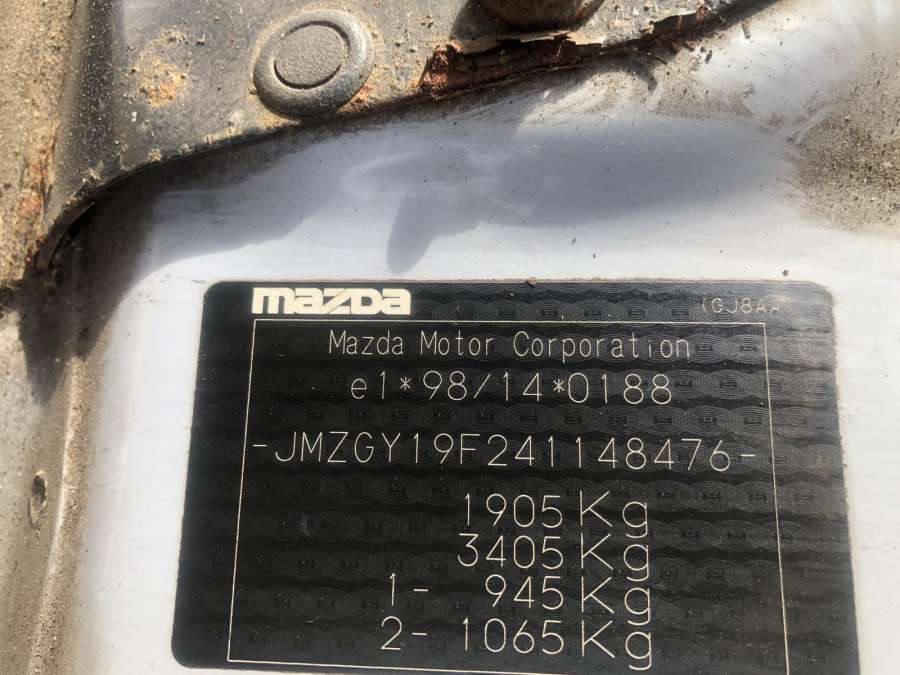 mazda
(GJ8AA)
Mazda Motor Corporation
e1*98/14*0188
-JMZGY19F241148476-
1905 Kg
3405 Kg
1- 945 Kg
2- 1065 Kg